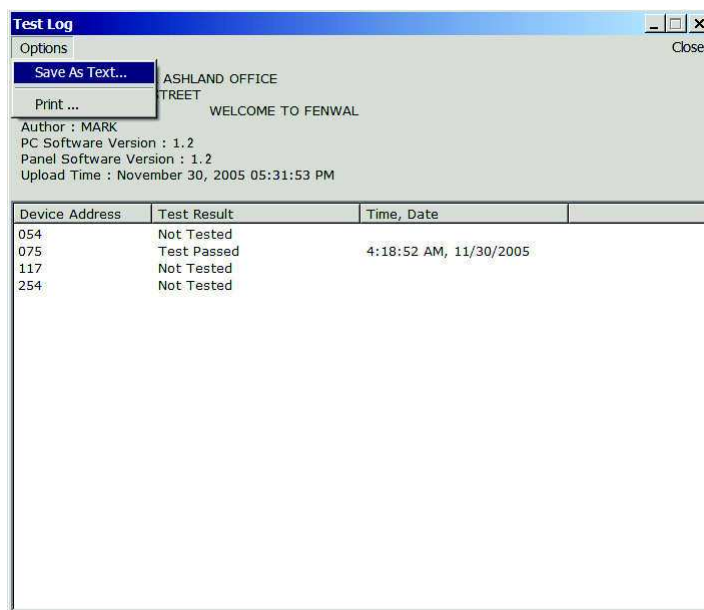 Test Log
Options
Close
Save As Text...
Print ...
ASHLAND OFFICE
STREET
WELCOME TO FENWAL
Author : MARK
PC Software Version : 1.2
Panel Software Version : 1.2
Upload Time : November 30, 2005 05:31:53 PM
Device Address Test Result Time, Date
054 Not Tested
075 Test Passed 4:18:52 AM, 11/30/2005
117 Not Tested
254 Not Tested